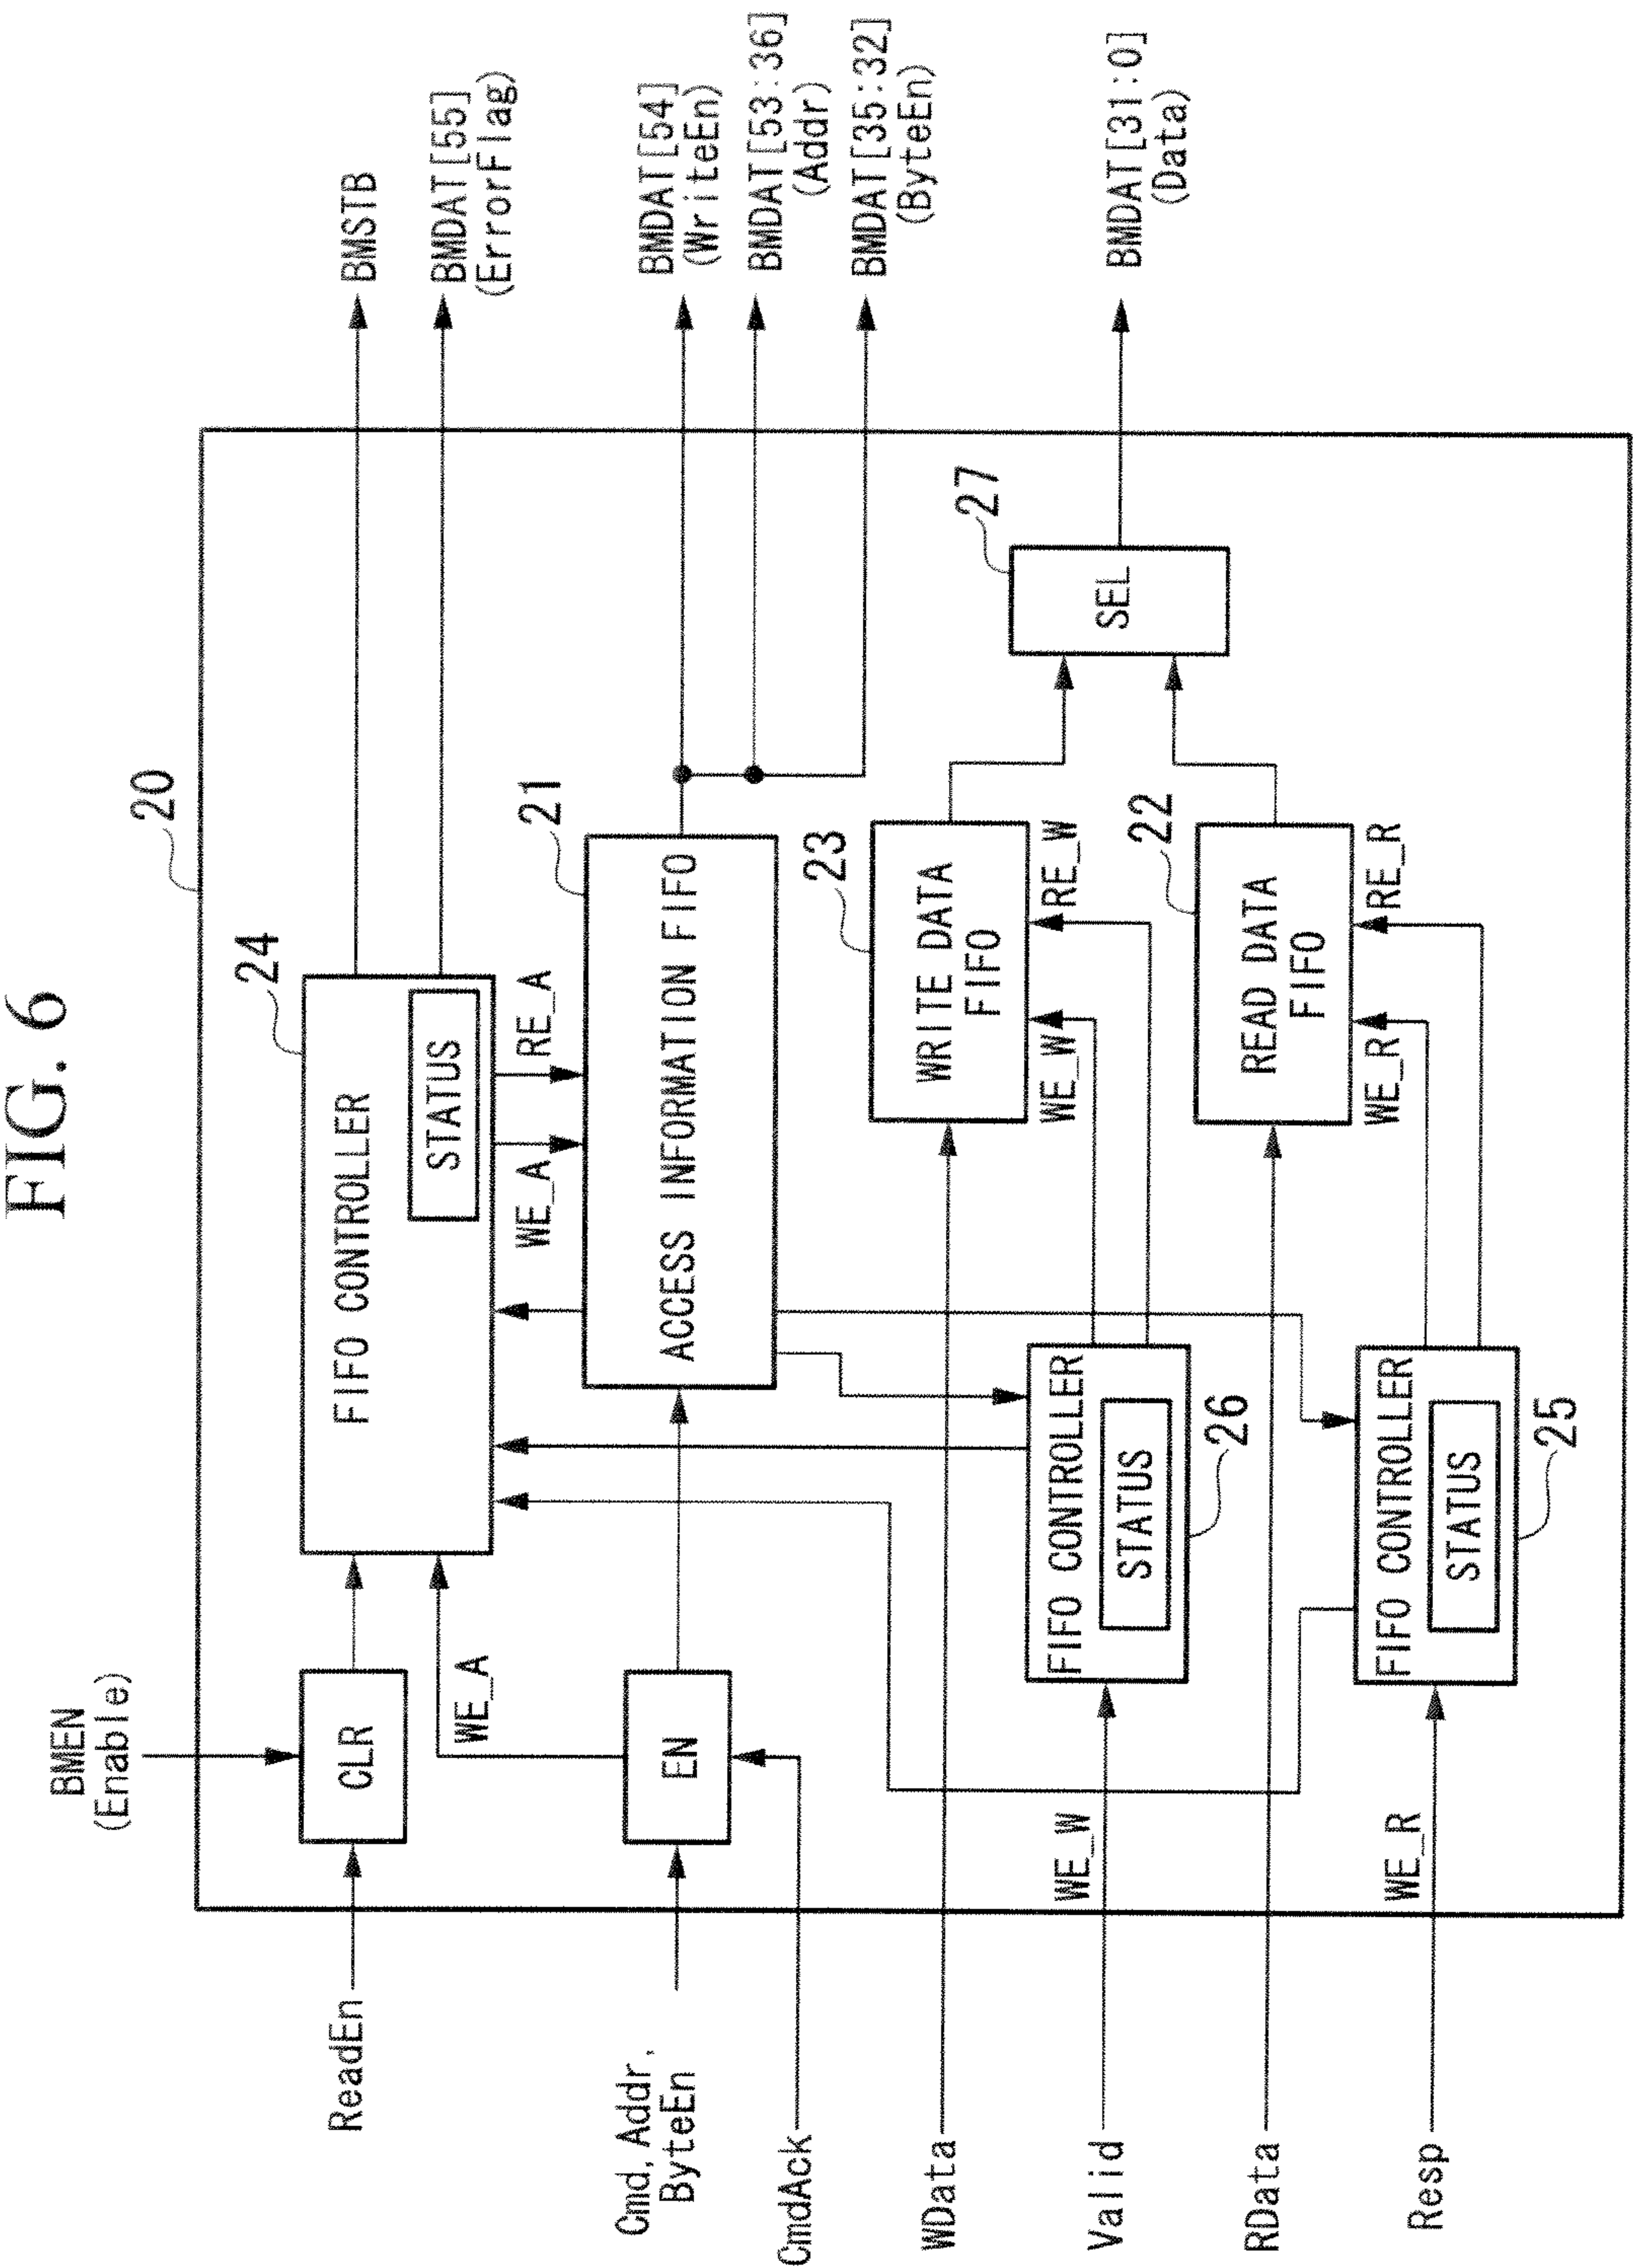 FIG. 6
20
BMEN
(Enable)
ReadEn
CLR
24
FIFO CONTROLLER
STATUS
BMSTB
BMDAT[55]
(ErrorFlag)
WE_A
WE_A
RE_A
21
Cmd, Addr,
ByteEn
EN
ACCESS INFORMATION FIFO
BMDAT[54]
(WriteEn)
BMDAT[53:36]
(Addr)
BMDAT[35:32]
(ByteEn)
CmdAck
23
WData
WRITE DATA
FIFO
27
SEL
BMDAT[31:0]
(Data)
Valid
WE_W
FIFO CONTROLLER
STATUS
26
WE_W
RE_W
22
RData
READ DATA
FIFO
Resp
WE_R
FIFO CONTROLLER
STATUS
25
WE_R
RE_R